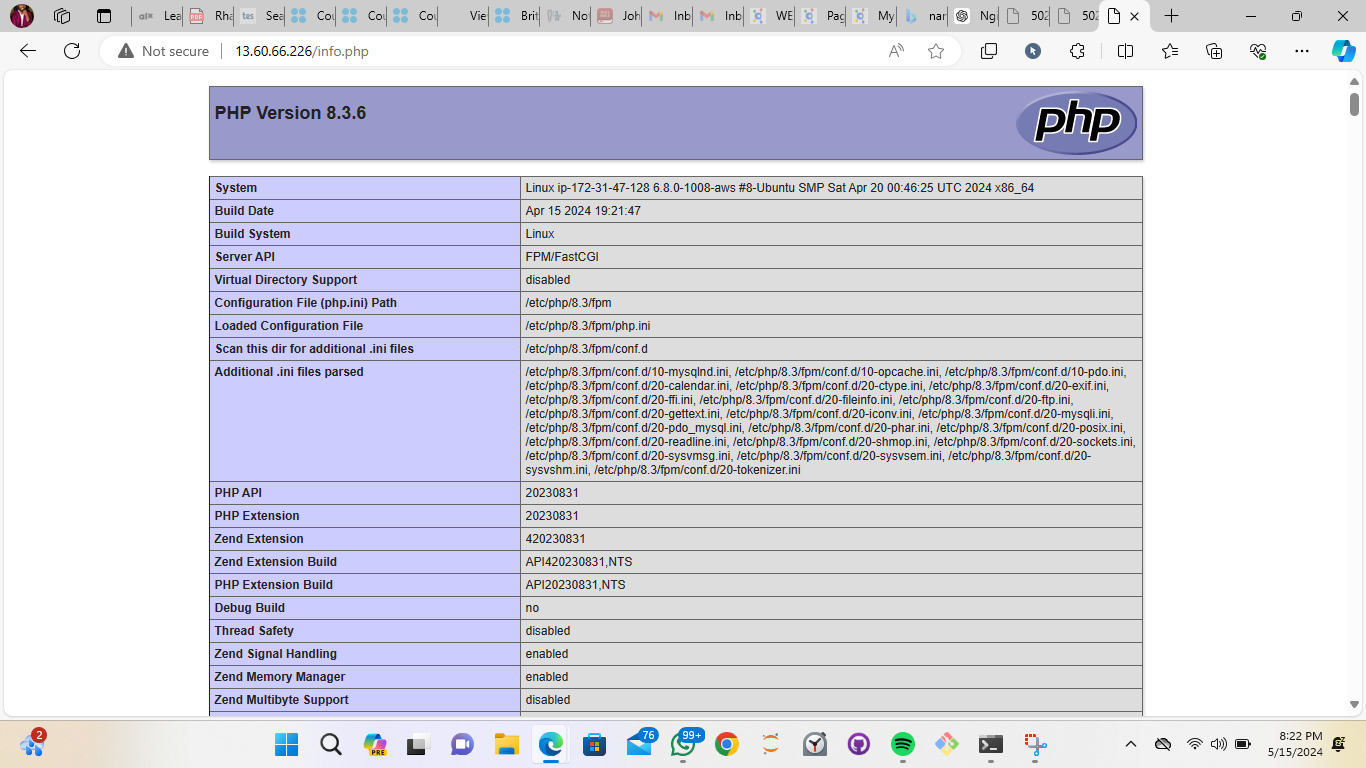 alx Lea
PDF Rha
tes Sea
Cou
Cou
Cou
Vie
Brit
Not
Joh
Inb
Inb
WE
Pag
My
nar
Ngi
502
502
Not secure 13.60.66.226/info.php
PHP Version 8.3.6
php
System Linux ip-172-31-47-128 6.8.0-1008-aws #8-Ubuntu SMP Sat Apr 20 00:46:25 UTC 2024 x86_64
Build Date Apr 15 2024 19:21:47
Build System Linux
Server API FPM/FastCGI
Virtual Directory Support disabled
Configuration File (php.ini) Path /etc/php/8.3/fpm
Loaded Configuration File /etc/php/8.3/fpm/php.ini
Scan this dir for additional .ini files /etc/php/8.3/fpm/conf.d
Additional .ini files parsed /etc/php/8.3/fpm/conf.d/10-mysqlnd.ini, /etc/php/8.3/fpm/conf.d/10-opcache.ini, /etc/php/8.3/fpm/conf.d/10-pdo.ini,
/etc/php/8.3/fpm/conf.d/20-calendar.ini, /etc/php/8.3/fpm/conf.d/20-ctype.ini, /etc/php/8.3/fpm/conf.d/20-exif.ini,
/etc/php/8.3/fpm/conf.d/20-ffi.ini, /etc/php/8.3/fpm/conf.d/20-fileinfo.ini, /etc/php/8.3/fpm/conf.d/20-ftp.ini,
/etc/php/8.3/fpm/conf.d/20-gettext.ini, /etc/php/8.3/fpm/conf.d/20-iconv.ini, /etc/php/8.3/fpm/conf.d/20-mysqli.ini,
/etc/php/8.3/fpm/conf.d/20-pdo_mysql.ini, /etc/php/8.3/fpm/conf.d/20-phar.ini, /etc/php/8.3/fpm/conf.d/20-posix.ini,
/etc/php/8.3/fpm/conf.d/20-readline.ini, /etc/php/8.3/fpm/conf.d/20-shmop.ini, /etc/php/8.3/fpm/conf.d/20-sockets.ini,
/etc/php/8.3/fpm/conf.d/20-sysvmsg.ini, /etc/php/8.3/fpm/conf.d/20-sysvsem.ini, /etc/php/8.3/fpm/conf.d/20-
sysvshm.ini, /etc/php/8.3/fpm/conf.d/20-tokenizer.ini
PHP API 20230831
PHP Extension 20230831
Zend Extension 420230831
Zend Extension Build API420230831,NTS
PHP Extension Build API20230831,NTS
Debug Build no
Thread Safety disabled
Zend Signal Handling enabled
Zend Memory Manager enabled
Zend Multibyte Support disabled
2
PRE
76
99+
8:22 PM
5/15/2024